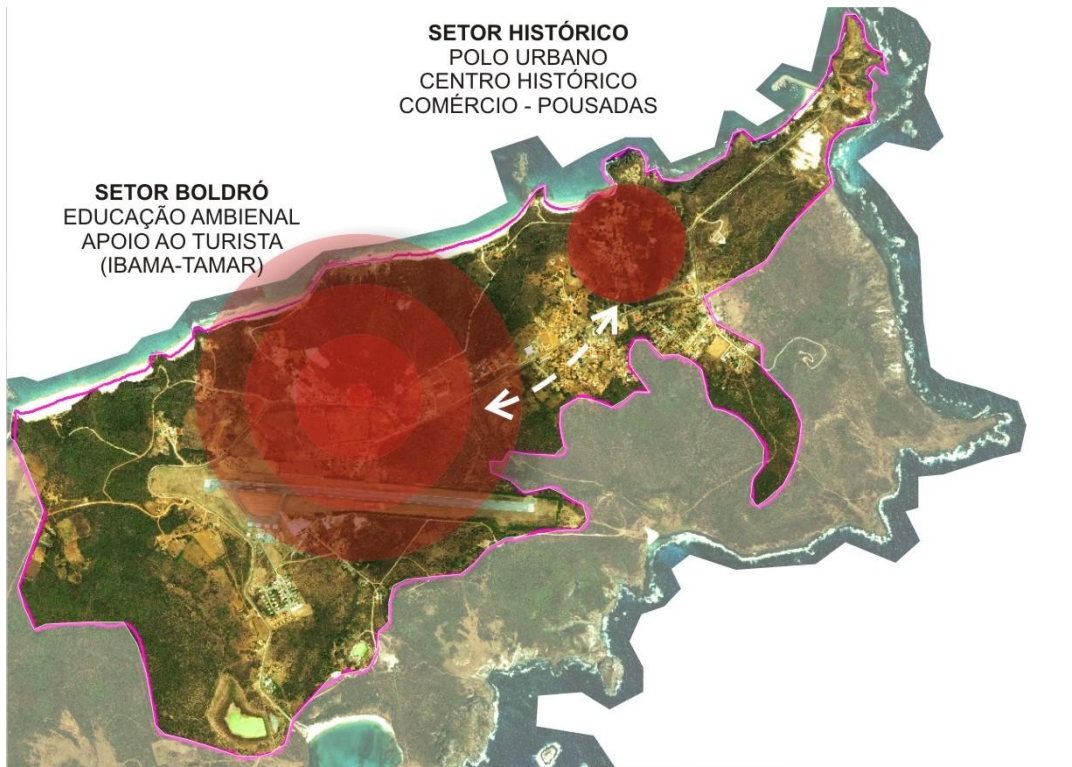 SETOR HISTÓRICO
POLO URBANO
CENTRO HISTÓRICO
COMÉRCIO - POUSADAS
SETOR BOLDRÓ
EDUCAÇÃO AMBIENAL
APOIO AO TURISTA
(IBAMA-TAMAR)